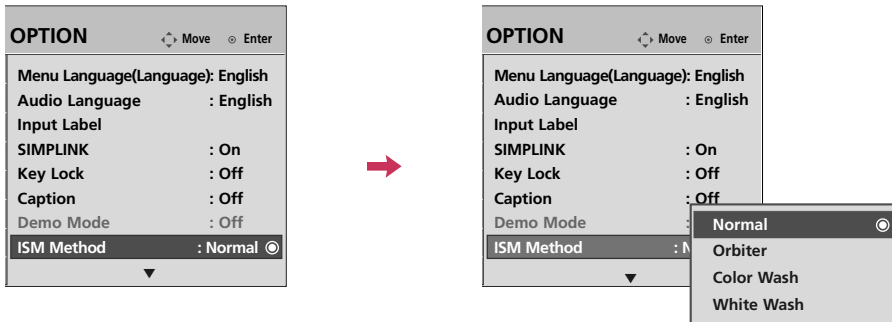 OPTION Move Enter
Menu Language(Language): English
Audio Language : English
Input Label
SIMPLINK : On
Key Lock : Off
Caption : Off
Demo Mode : Off
ISM Method : Normal
OPTION Move Enter
Menu Language(Language): English
Audio Language : English
Input Label
SIMPLINK : On
Key Lock : Off
Caption : Off
Demo Mode :
ISM Method : N
Normal
Orbiter
Color Wash
White Wash